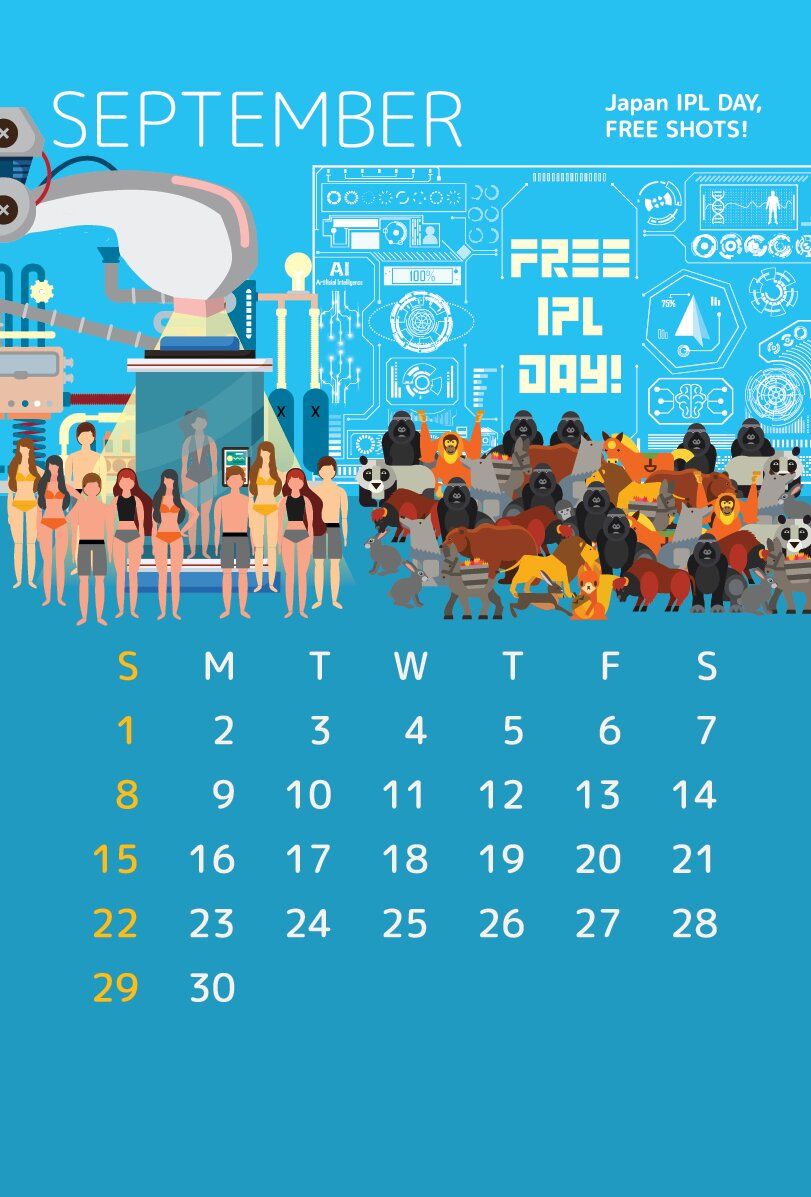 SEPTEMBER
Japan IPL DAY,
FREE SHOTS!
AI
Artificial Intelligence
100%
FREE
IPL
DAY!
75%
X X
S M T W T F S
1 2 3 4 5 6 7
8 9 10 11 12 13 14
15 16 17 18 19 20 21
22 23 24 25 26 27 28
29 30